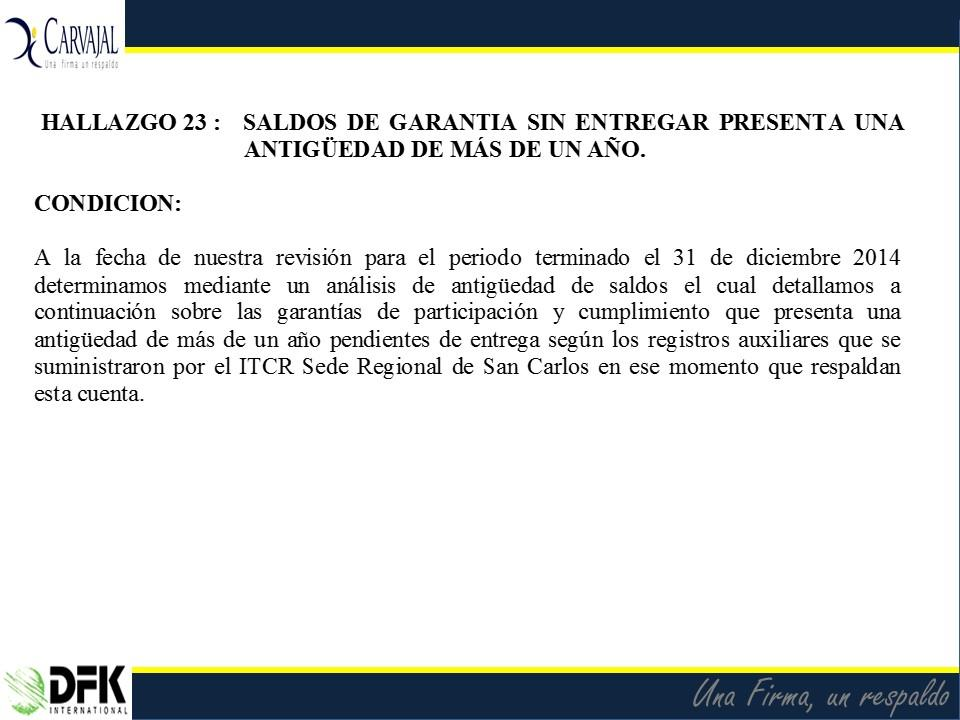 CARVAJAL
Una firma un respaldo
HALLAZGO 23 : SALDOS DE GARANTIA SIN ENTREGAR PRESENTA UNA
ANTIGÜEDAD DE MÁS DE UN AÑO.
CONDICION:
A la fecha de nuestra revisión para el periodo terminado el 31 de diciembre 2014
determinamos mediante un análisis de antigüedad de saldos el cual detallamos a
continuación sobre las garantías de participación y cumplimiento que presenta una
antigüedad de más de un año pendientes de entrega según los registros auxiliares que se
suministraron por el ITCR Sede Regional de San Carlos en ese momento que respaldan
esta cuenta.
DFK
INTERNATIONAL
Una Firma, un respaldo